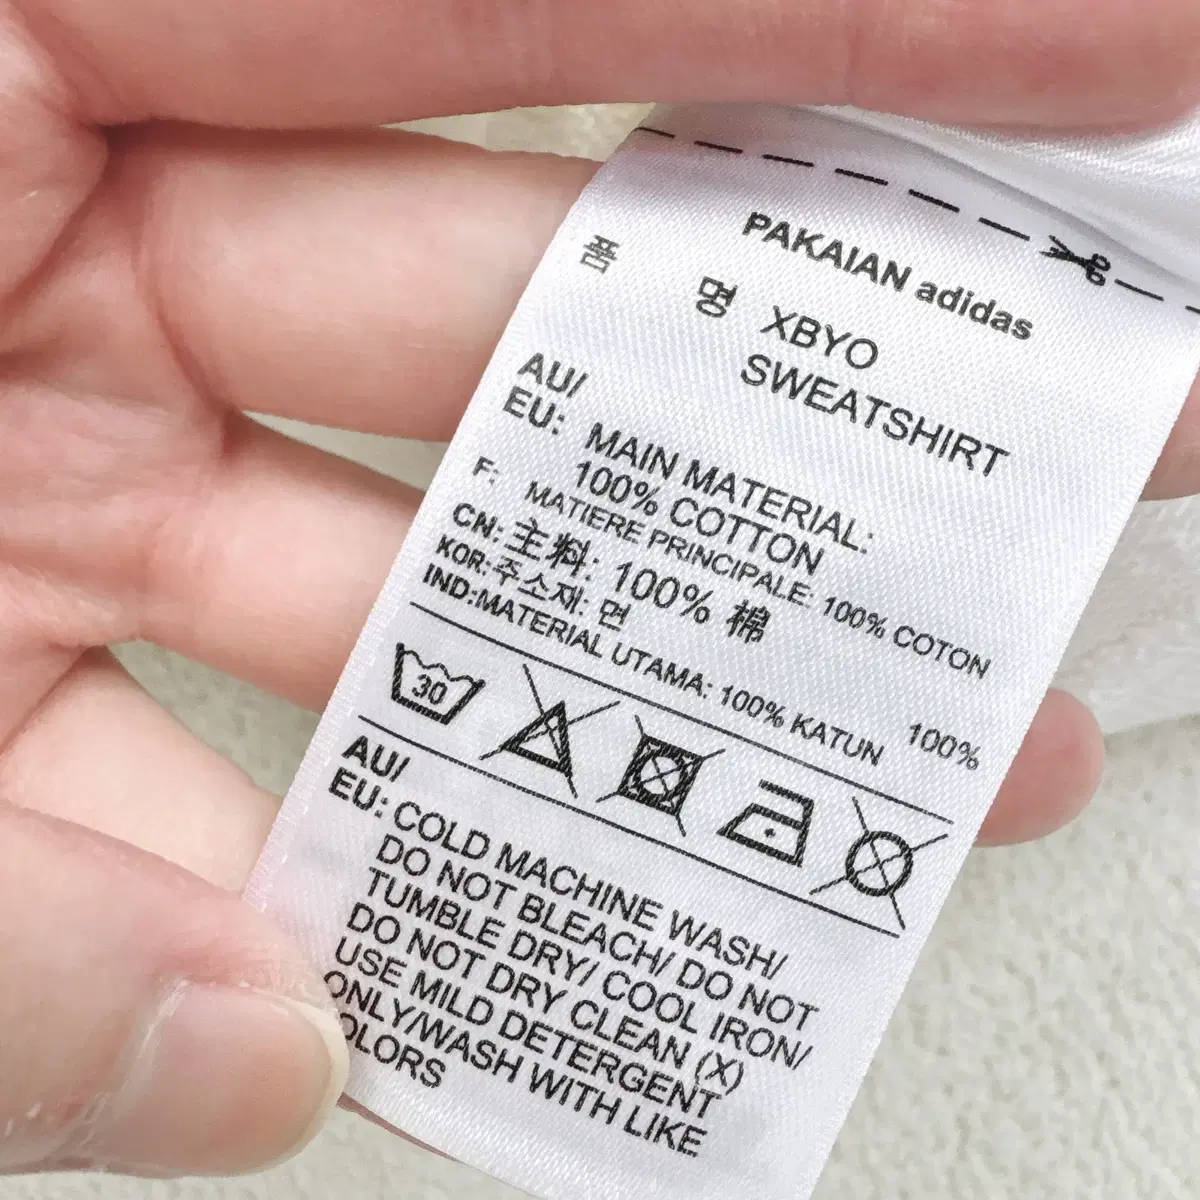 PAKAIAN adidas
품 명 XBYO
SWEATSHIRT
AU/
EU: MAIN MATERIAL:
100% COTTON
F: MATIERE PRINCIPALE: 100% COTON
CN: 主料: 100% 棉
KOR:주소재: 면 100%
IND:MATERIAL UTAMA: 100% KATUN
30
AU/
EU: COLD MACHINE WASH/
DO NOT BLEACH/ DO NOT
TUMBLE DRY/ COOL IRON/
DO NOT DRY CLEAN (X)
USE MILD DETERGENT
ONLY/WASH WITH LIKE
OLORS